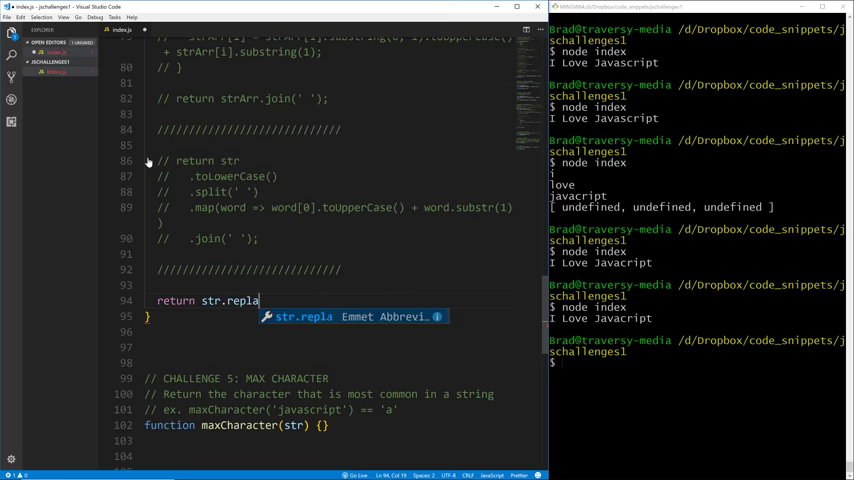 index.js - jschallenges1 - Visual Studio Code
File Edit Selection View Go Debug Tasks Help
EXPLORER
OPEN EDITORS 1 UNSAVED
index.js
JSCHALLENGES1
index.js
index.js
+ strArr[i].substring(1);
80 // }
81
82 // return strArr.join(' ');
83
84 /////////////////////////////
85
86 // return str
87 // .toLowerCase()
88 // .split(' ')
89 // .map(word => word[0].toUpperCase() + word.substr(1)
)
90 // .join(' ');
91
92 /////////////////////////////
93
94 return str.repla
str.repla Emmet Abbrevi…
95 }
96
97
98
99 // CHALLENGE 5: MAX CHARACTER
100 // Return the character that is most common in a string
101 // ex. maxCharacter('javascript') == 'a'
102 function maxCharacter(str) {}
103
104
1 0 Go Live Ln 94, Col 19 Spaces: 2 UTF-8 CRLF JavaScript Prettier
MINGW64:/d/Dropbox/code_snippets/jschallenges1
Brad@traversy-media /d/Dropbox/code_snippets/j
schallenges1
$ node index
I Love Javascript
Brad@traversy-media /d/Dropbox/code_snippets/j
schallenges1
$ node index
I Love Javascript
Brad@traversy-media /d/Dropbox/code_snippets/j
schallenges1
$ node index
i
love
javacript
[ undefined, undefined, undefined ]
Brad@traversy-media /d/Dropbox/code_snippets/j
schallenges1
$ node index
I Love Javascript
Brad@traversy-media /d/Dropbox/code_snippets/j
schallenges1
$ node index
I Love Javascript
Brad@traversy-media /d/Dropbox/code_snippets/j
schallenges1
$